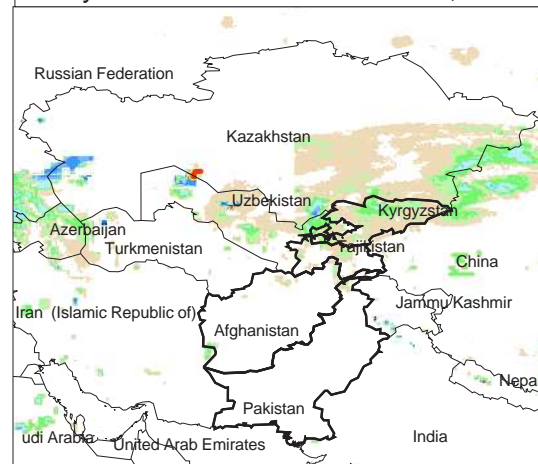 Russian Federation
Kazakhstan
Uzbekistan
Kyrgyzstan
Azerbaijan
Turkmenistan
Tajikistan
China
Iran (Islamic Republic of)
Jammu Kashmir
Afghanistan
Nepa
Pakistan
udi Arabia
United Arab Emirates
India